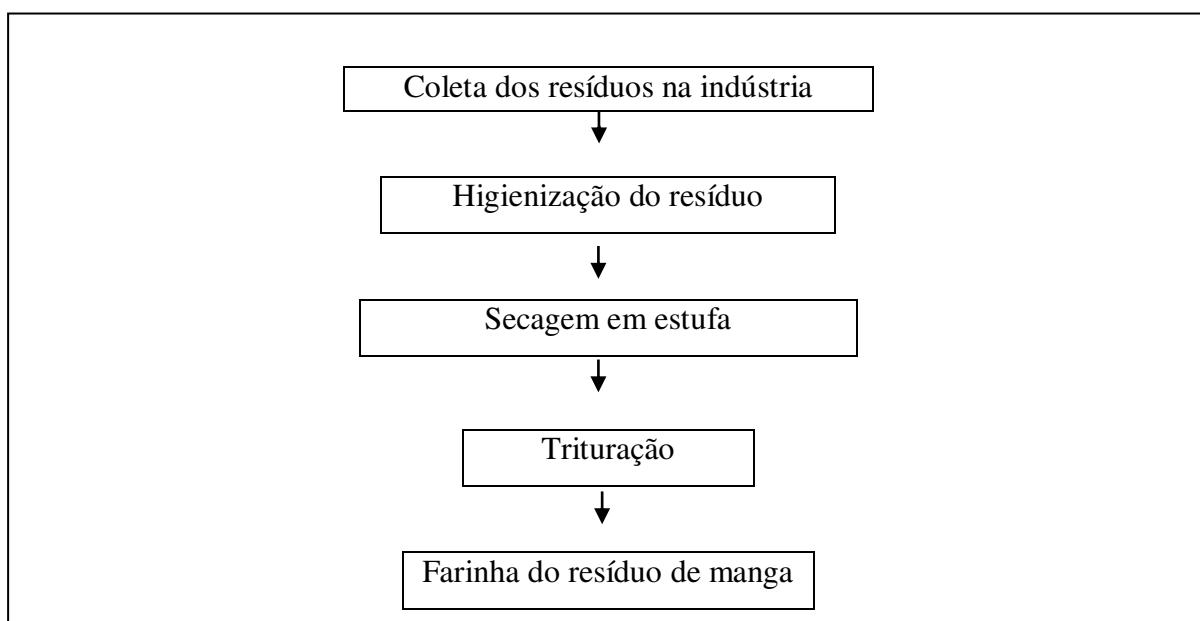 Coleta dos resíduos na indústria
Higienização do resíduo
Secagem em estufa
Trituração
Farinha do resíduo de manga